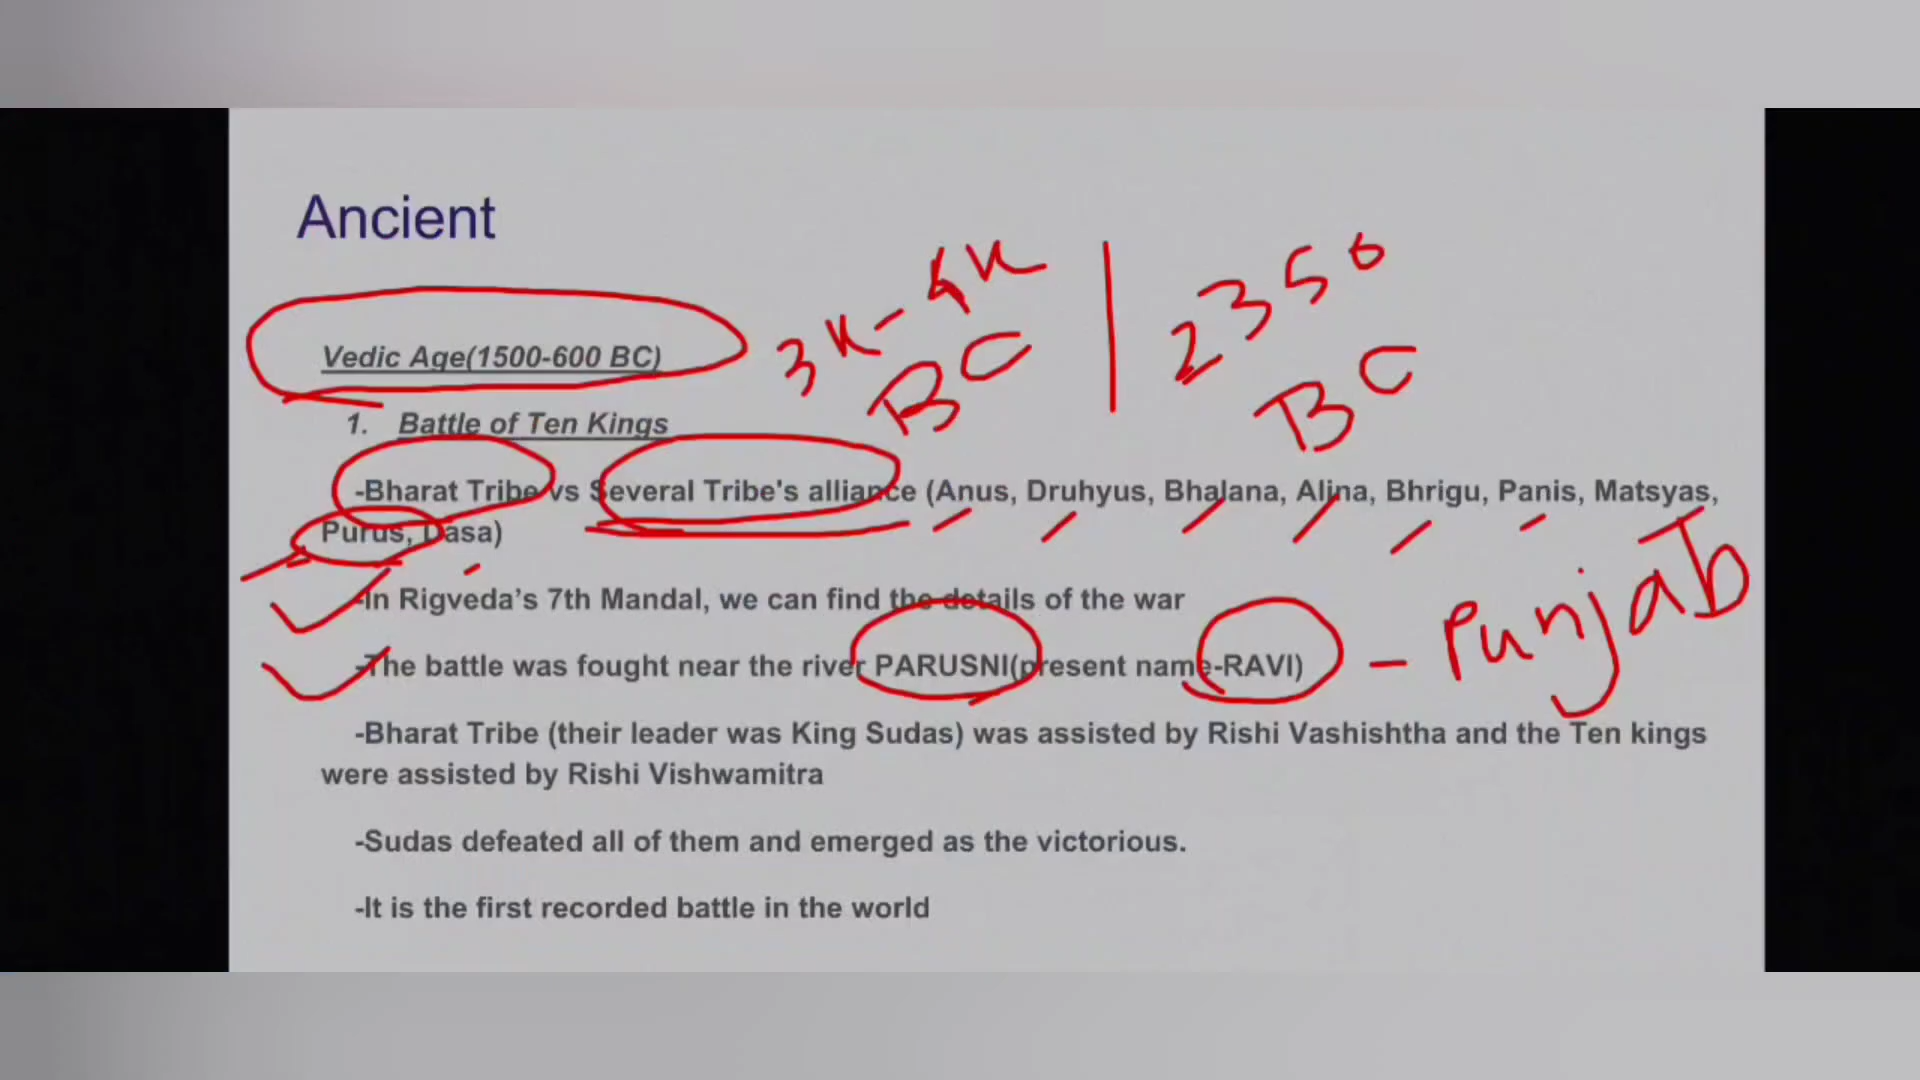 Ancient
Vedic Age(1500-600 BC)
3K-4K BC | 2350 BC
1. Battle of Ten Kings
-Bharat Tribe vs Several Tribe's alliance (Anus, Druhyus, Bhalana, Alina, Bhrigu, Panis, Matsyas,
Purus, Dasa)
-In Rigveda’s 7th Mandal, we can find the details of the war
-The battle was fought near the river PARUSNI(present name-RAVI) - Punjab
-Bharat Tribe (their leader was King Sudas) was assisted by Rishi Vashishtha and the Ten kings
were assisted by Rishi Vishwamitra
-Sudas defeated all of them and emerged as the victorious.
-It is the first recorded battle in the world